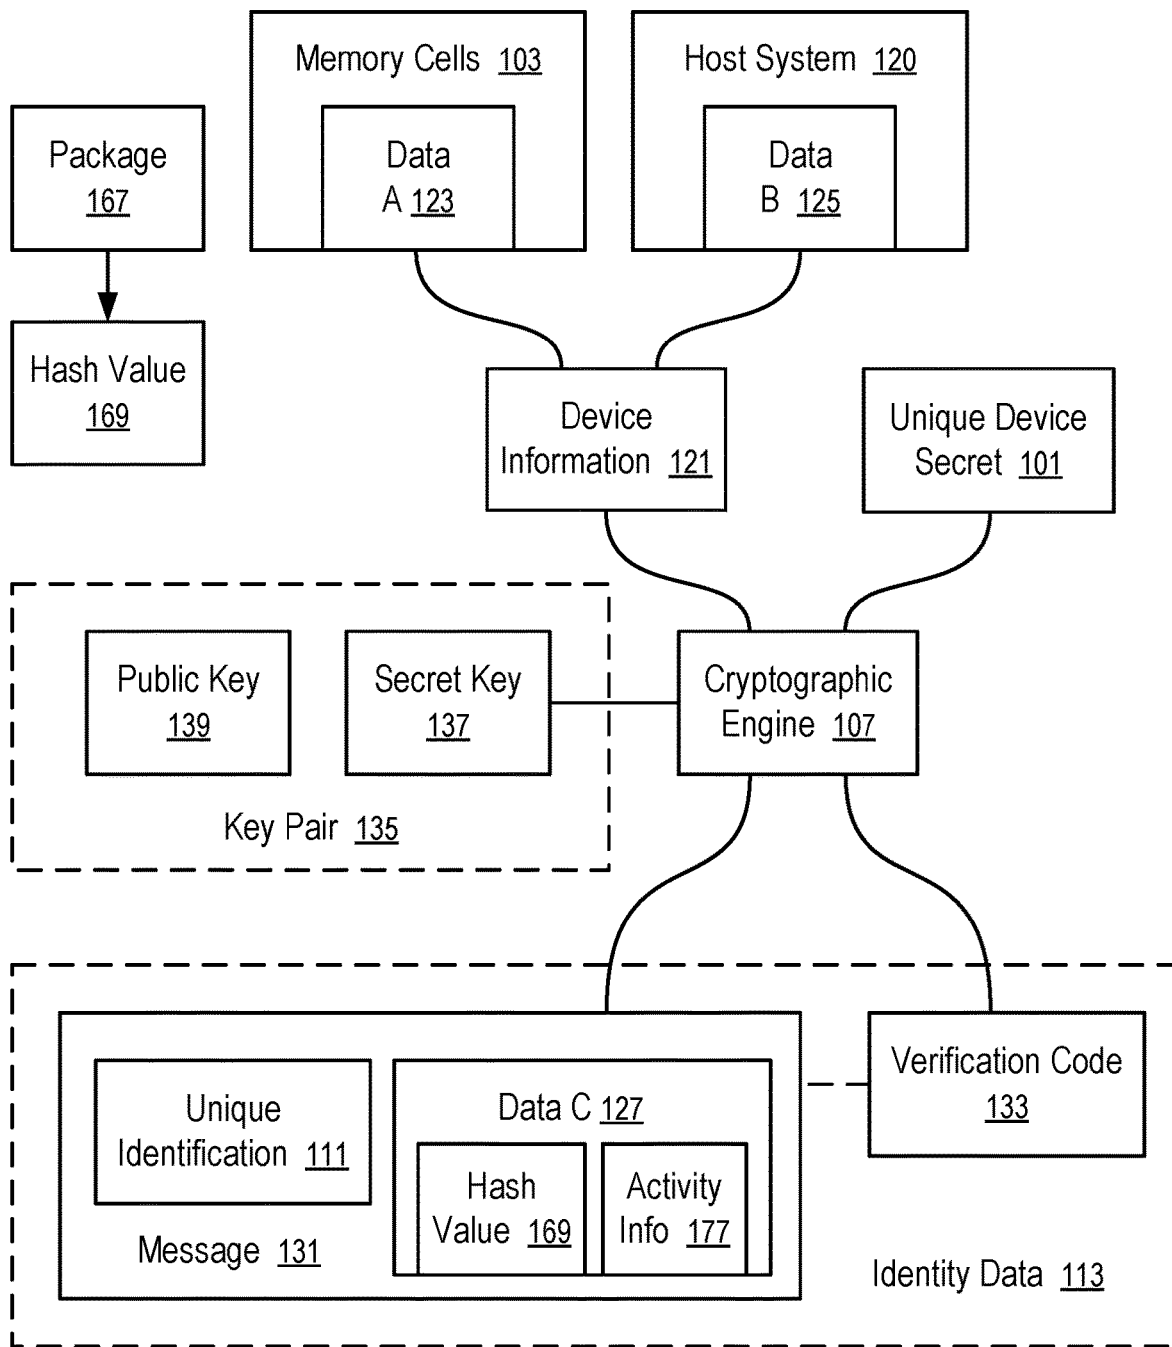 Memory Cells 103
Host System 120
Package
167
Data
A 123
Data
B 125
Hash Value
169
Device
Information 121
Unique Device
Secret 101
Public Key
139
Secret Key
137
Cryptographic
Engine 107
Key Pair 135
Unique
Identification 111
Data C 127
Verification Code
133
Hash
Value 169
Activity
Info 177
Message 131
Identity Data 113